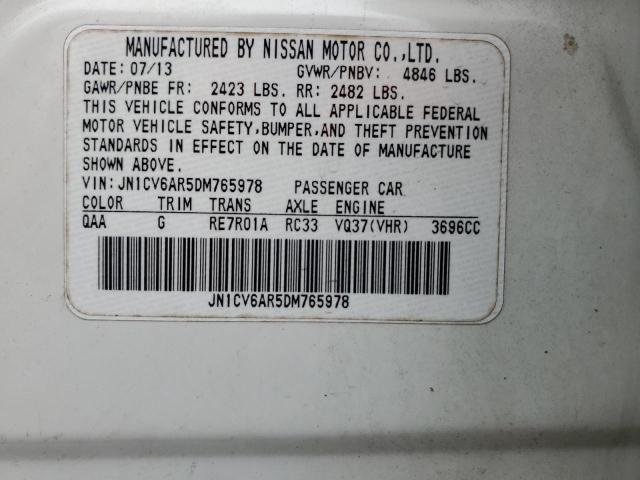 MANUFACTURED BY NISSAN MOTOR CO.,LTD.
DATE: 07/13 GVWR/PNBV: 4846 LBS.
GAWR/PNBE FR: 2423 LBS. RR: 2482 LBS.
THIS VEHICLE CONFORMS TO ALL APPLICABLE FEDERAL
MOTOR VEHICLE SAFETY,BUMPER,AND THEFT PREVENTION
STANDARDS IN EFFECT ON THE DATE OF MANUFACTURE
SHOWN ABOVE.
VIN:JN1CV6AR5DM765978 PASSENGER CAR
COLOR TRIM TRANS AXLE ENGINE
QAA G RE7R01A RC33 VQ37(VHR) 3696CC
JN1CV6AR5DM765978